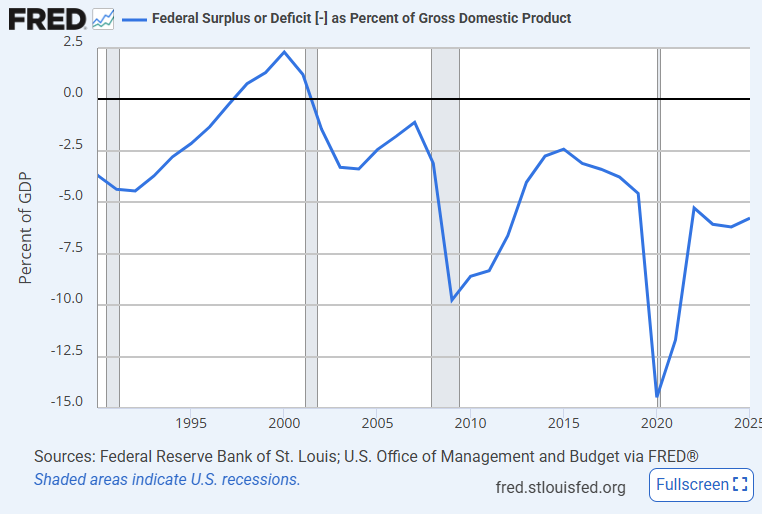 FRED
Federal Surplus or Deficit [-] as Percent of Gross Domestic Product
2.5
0.0
-2.5
-5.0
-7.5
-10.0
-12.5
-15.0
Percent of GDP
1995 2000 2005 2010 2015 2020 2025
Sources: Federal Reserve Bank of St. Louis; U.S. Office of Management and Budget via FRED®
Shaded areas indicate U.S. recessions.
fred.stlouisfed.org
Fullscreen